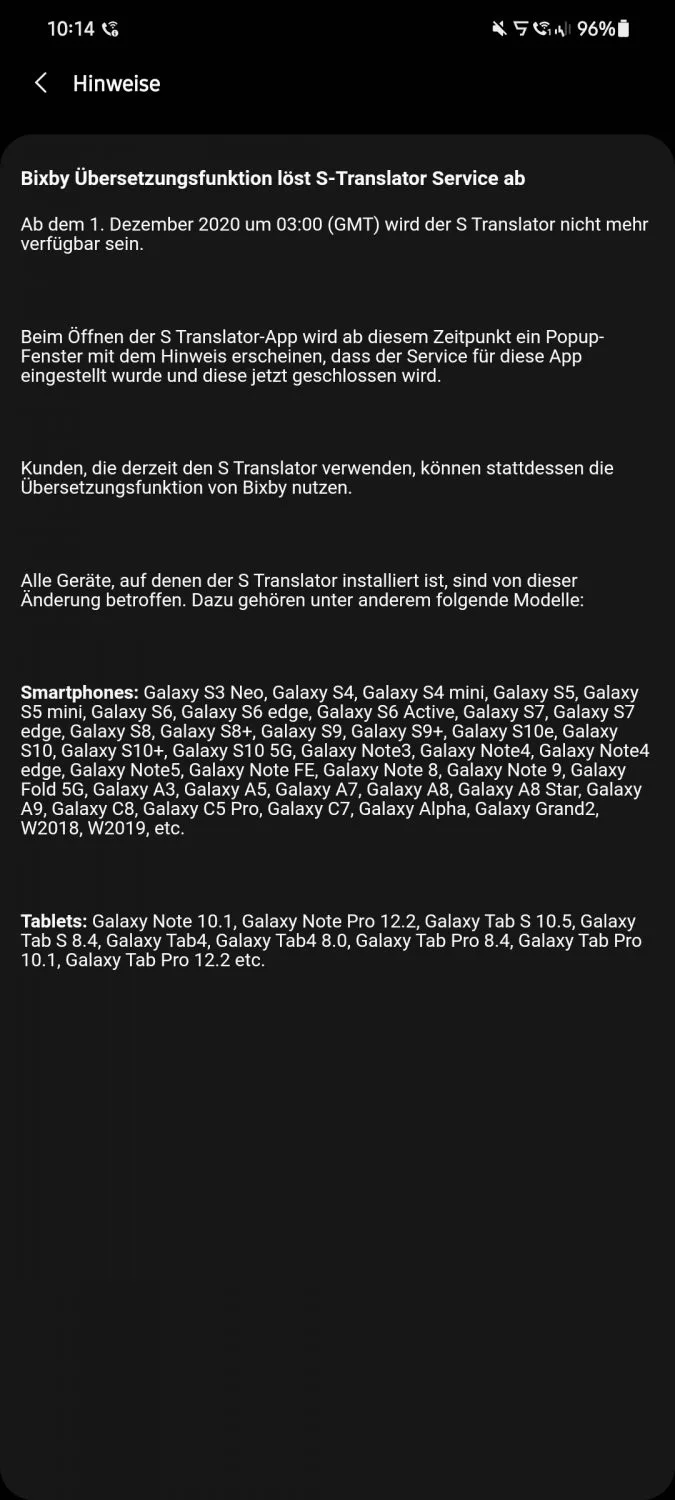 10:14
96%
Hinweise
Bixby Übersetzungsfunktion löst S-Translator Service ab
Ab dem 1. Dezember 2020 um 03:00 (GMT) wird der S Translator nicht mehr
verfügbar sein.
Beim Öffnen der S Translator-App wird ab diesem Zeitpunkt ein Popup-
Fenster mit dem Hinweis erscheinen, dass der Service für diese App
eingestellt wurde und diese jetzt geschlossen wird.
Kunden, die derzeit den S Translator verwenden, können stattdessen die
Übersetzungsfunktion von Bixby nutzen.
Alle Geräte, auf denen der S Translator installiert ist, sind von dieser
Änderung betroffen. Dazu gehören unter anderem folgende Modelle:
Smartphones: Galaxy S3 Neo, Galaxy S4, Galaxy S4 mini, Galaxy S5, Galaxy
S5 mini, Galaxy S6, Galaxy S6 edge, Galaxy S6 Active, Galaxy S7, Galaxy S7
edge, Galaxy S8, Galaxy S8+, Galaxy S9, Galaxy S9+, Galaxy S10e, Galaxy
S10, Galaxy S10+, Galaxy S10 5G, Galaxy Note3, Galaxy Note4, Galaxy Note4
edge, Galaxy Note5, Galaxy Note FE, Galaxy Note 8, Galaxy Note 9, Galaxy
Fold 5G, Galaxy A3, Galaxy A5, Galaxy A7, Galaxy A8, Galaxy A8 Star, Galaxy
A9, Galaxy C8, Galaxy C5 Pro, Galaxy C7, Galaxy Alpha, Galaxy Grand2,
W2018, W2019, etc.
Tablets: Galaxy Note 10.1, Galaxy Note Pro 12.2, Galaxy Tab S 10.5, Galaxy
Tab S 8.4, Galaxy Tab4, Galaxy Tab4 8.0, Galaxy Tab Pro 8.4, Galaxy Tab Pro
10.1, Galaxy Tab Pro 12.2 etc.